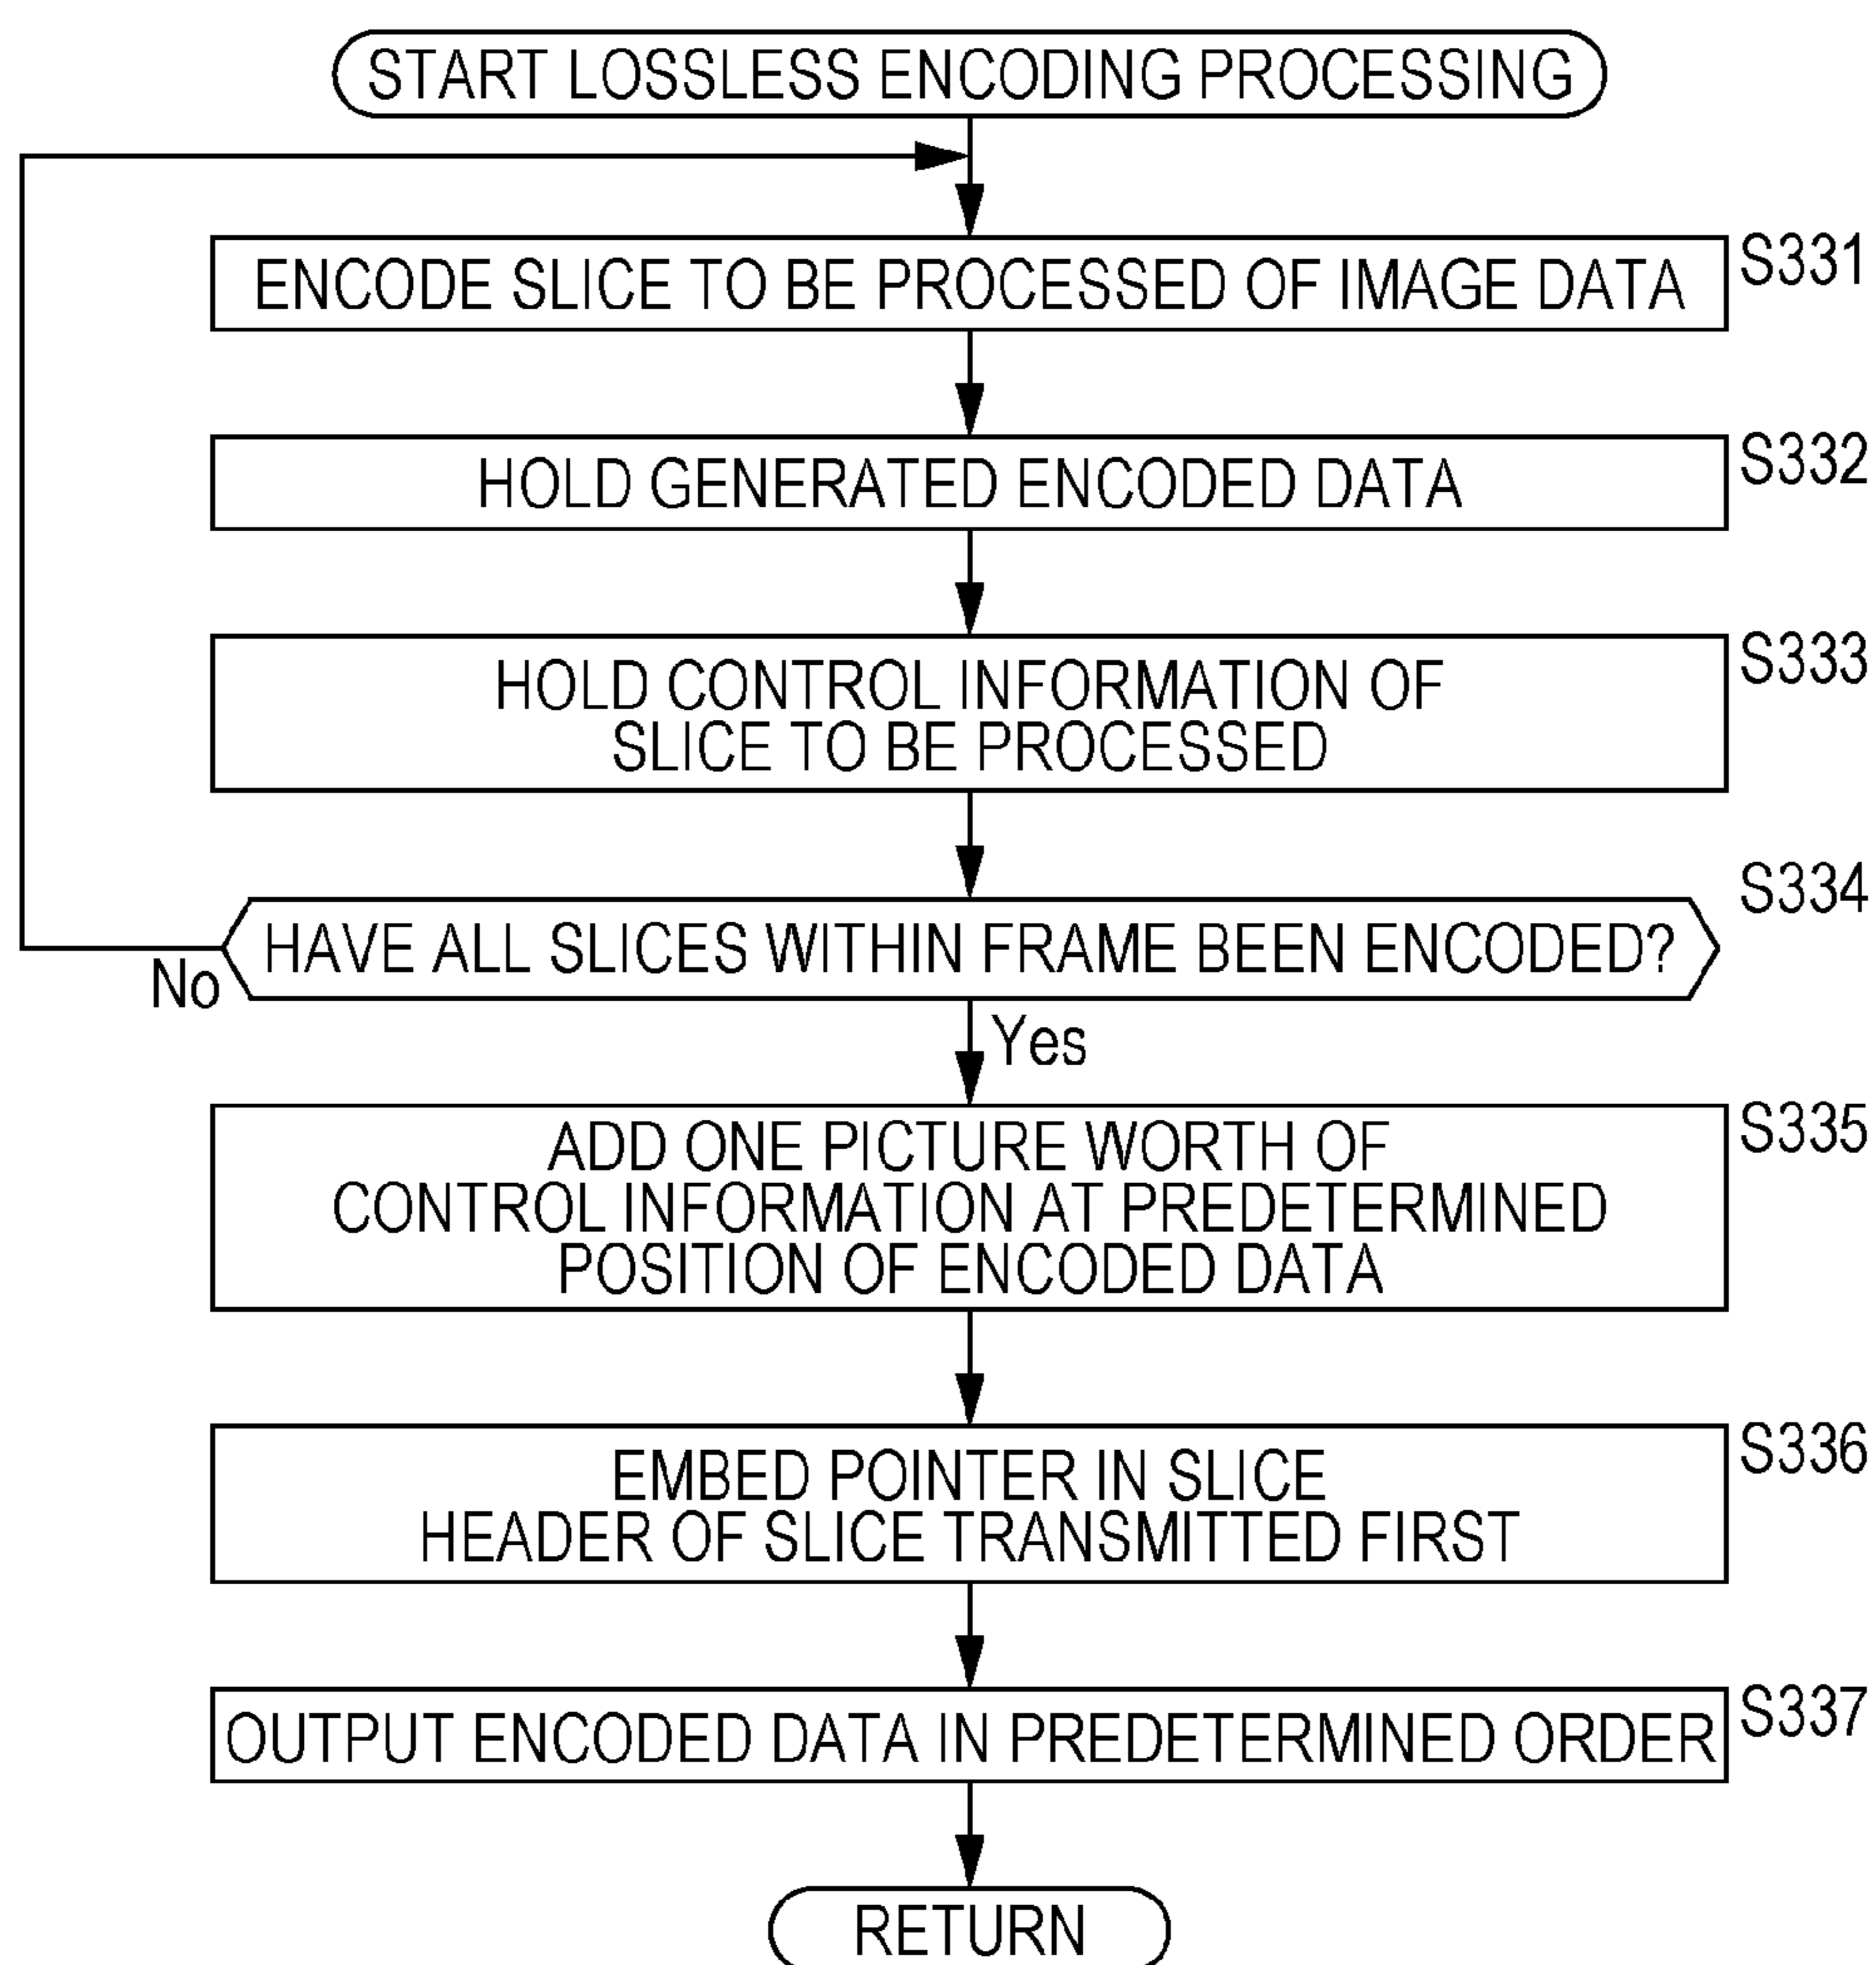 START LOSSLESS ENCODING PROCESSING
ENCODE SLICE TO BE PROCESSED OF IMAGE DATA
S331
HOLD GENERATED ENCODED DATA
S332
HOLD CONTROL INFORMATION OF
SLICE TO BE PROCESSED
S333
HAVE ALL SLICES WITHIN FRAME BEEN ENCODED?
S334
No
Yes
ADD ONE PICTURE WORTH OF
CONTROL INFORMATION AT PREDETERMINED
POSITION OF ENCODED DATA
S335
EMBED POINTER IN SLICE
HEADER OF SLICE TRANSMITTED FIRST
S336
OUTPUT ENCODED DATA IN PREDETERMINED ORDER
S337
RETURN